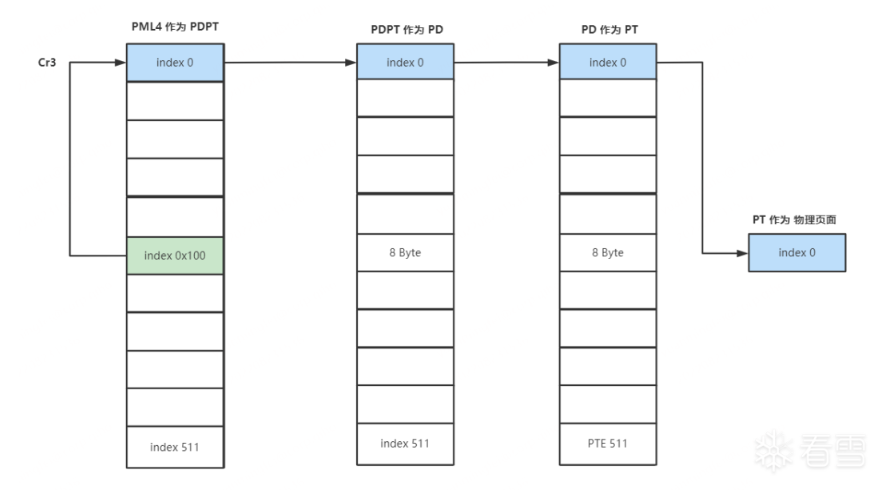 PML4 作为 PDPT
PDPT 作为 PD
PD 作为 PT
Cr3
index 0
index 0
index 0
PT 作为 物理页面
index 0x100
8 Byte
8 Byte
index 0
index 511
index 511
PTE 511
看雪